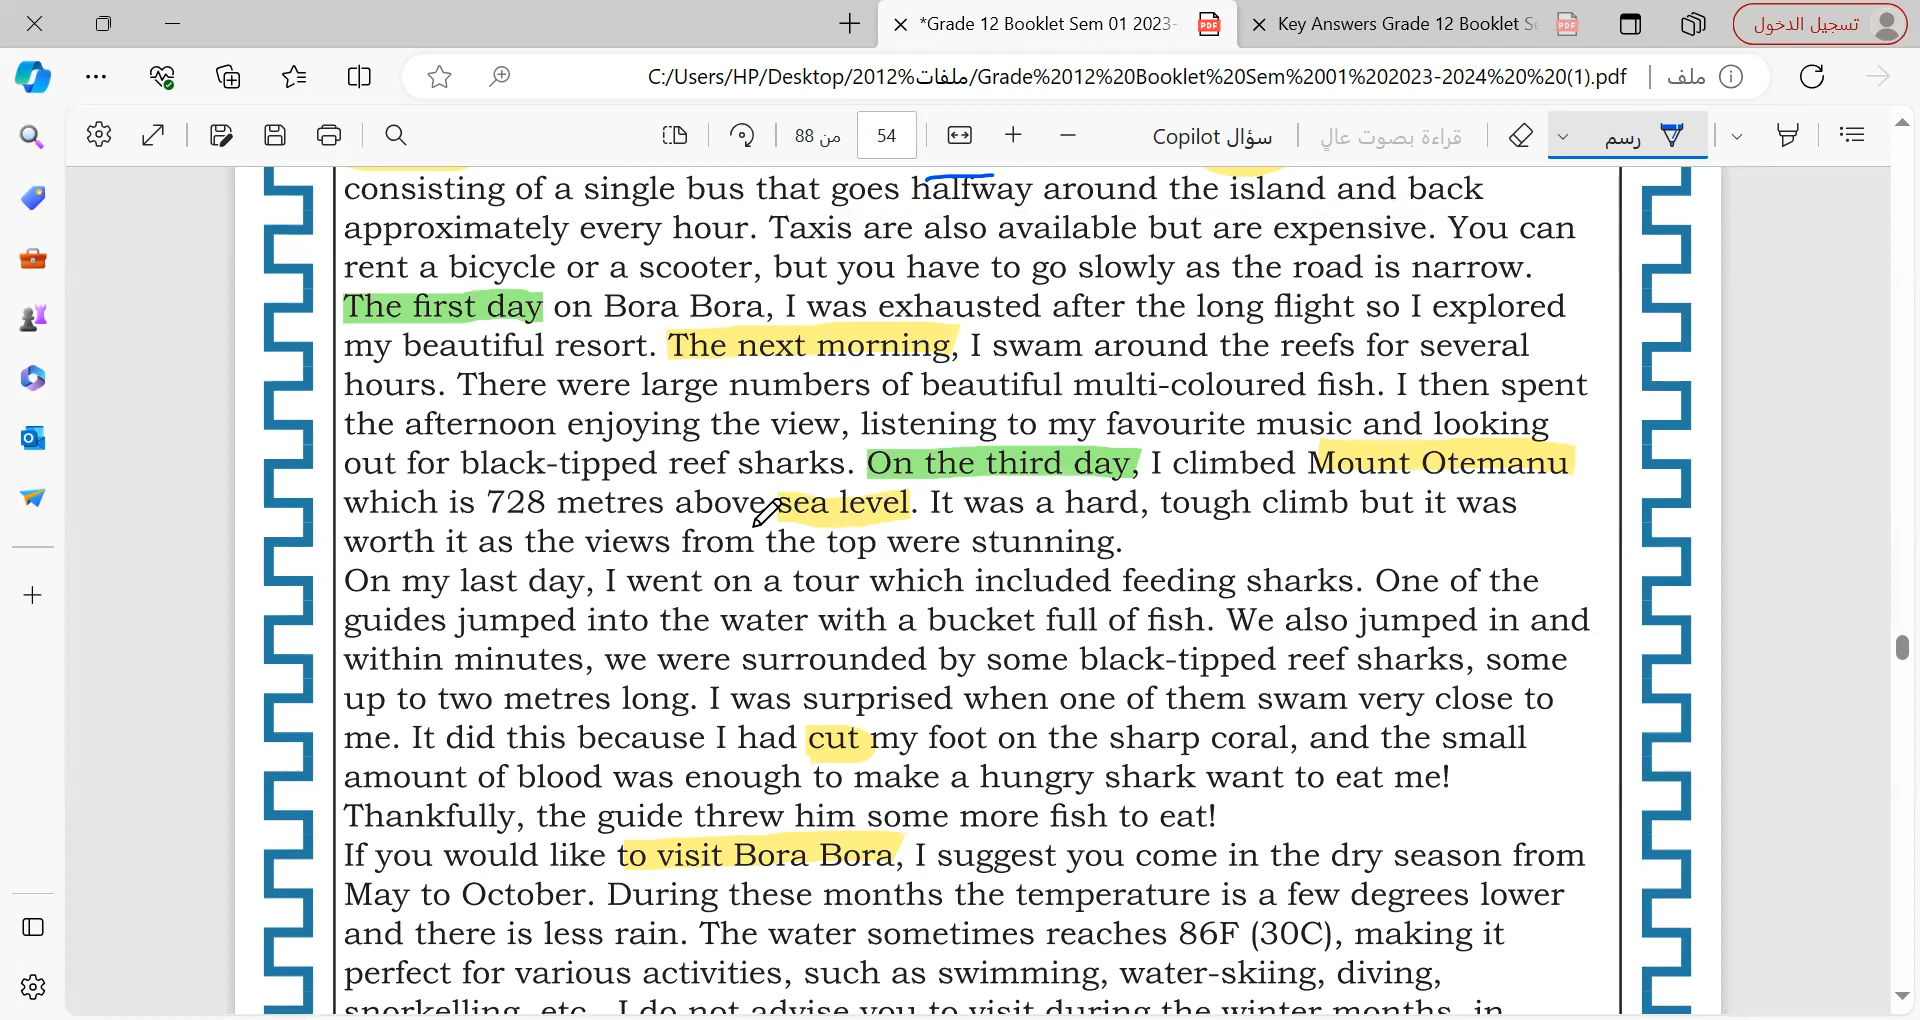 *Grade 12 Booklet Sem 01 2023-
Key Answers Grade 12 Booklet Se
تسجيل الدخول
C:/Users/HP/Desktop/2012%ملفات/Grade%2012%20Booklet%20Sem%2001%202023-2024%20%20(1).pdf
ملف
88 من
54
سؤال Copilot
قراءة بصوت عالٍ
رسم
consisting of a single bus that goes halfway around the island and back
approximately every hour. Taxis are also available but are expensive. You can
rent a bicycle or a scooter, but you have to go slowly as the road is narrow.
The first day on Bora Bora, I was exhausted after the long flight so I explored
my beautiful resort. The next morning, I swam around the reefs for several
hours. There were large numbers of beautiful multi-coloured fish. I then spent
the afternoon enjoying the view, listening to my favourite music and looking
out for black-tipped reef sharks. On the third day, I climbed Mount Otemanu
which is 728 metres above sea level. It was a hard, tough climb but it was
worth it as the views from the top were stunning.
On my last day, I went on a tour which included feeding sharks. One of the
guides jumped into the water with a bucket full of fish. We also jumped in and
within minutes, we were surrounded by some black-tipped reef sharks, some
up to two metres long. I was surprised when one of them swam very close to
me. It did this because I had cut my foot on the sharp coral, and the small
amount of blood was enough to make a hungry shark want to eat me!
Thankfully, the guide threw him some more fish to eat!
If you would like to visit Bora Bora, I suggest you come in the dry season from
May to October. During these months the temperature is a few degrees lower
and there is less rain. The water sometimes reaches 86F (30C), making it
perfect for various activities, such as swimming, water-skiing, diving,
snorkelling, etc. I do not advise you to visit during the winter months, in